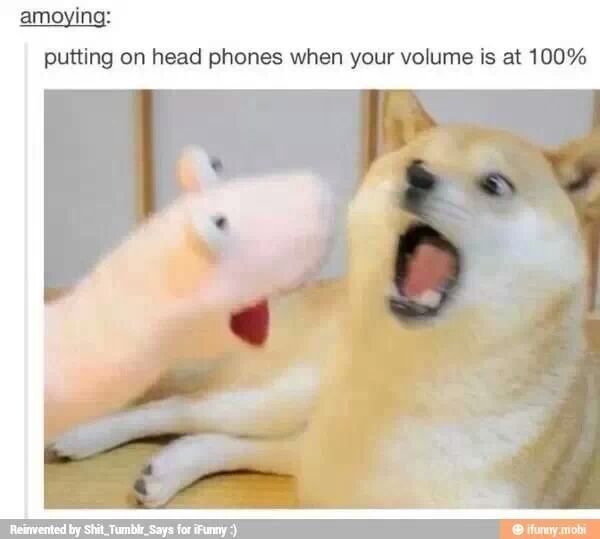 amoying:
putting on head phones when your volume is at 100%
Reinvented by Shit_Tumblr_Says for iFunny :)
ifunny.mobi